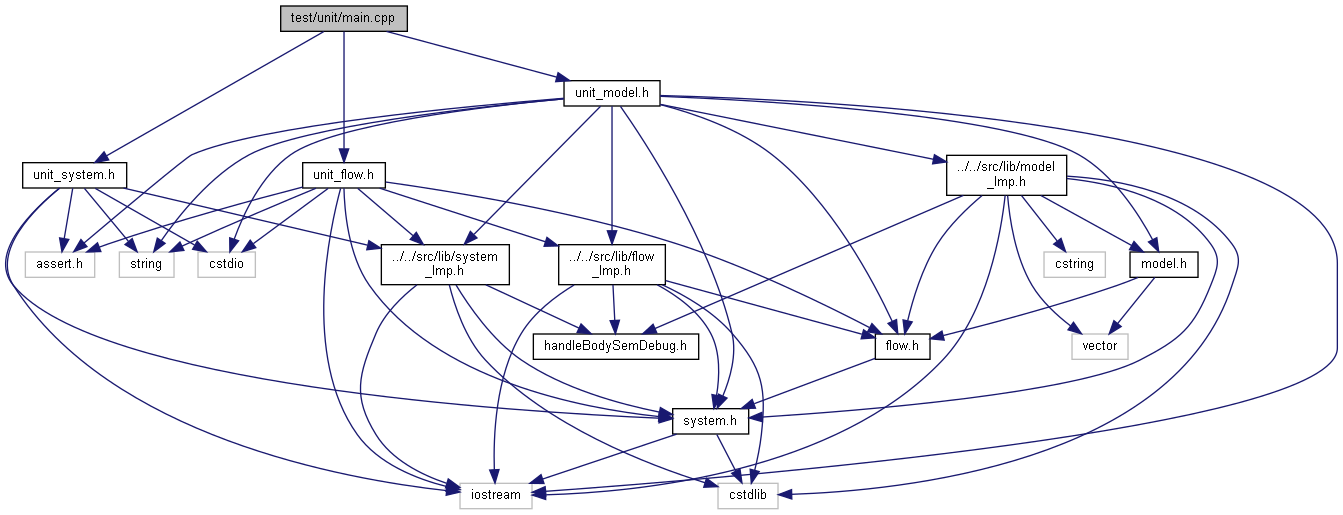 test/unit/main.cpp
unit_model.h
unit_system.h
unit_flow.h
../../src/lib/model
_Imp.h
assert.h
string
cstdio
../../src/lib/system
_Imp.h
../../src/lib/flow
_Imp.h
cstring
model.h
handleBodySemDebug.h
flow.h
vector
system.h
iostream
cstdlib